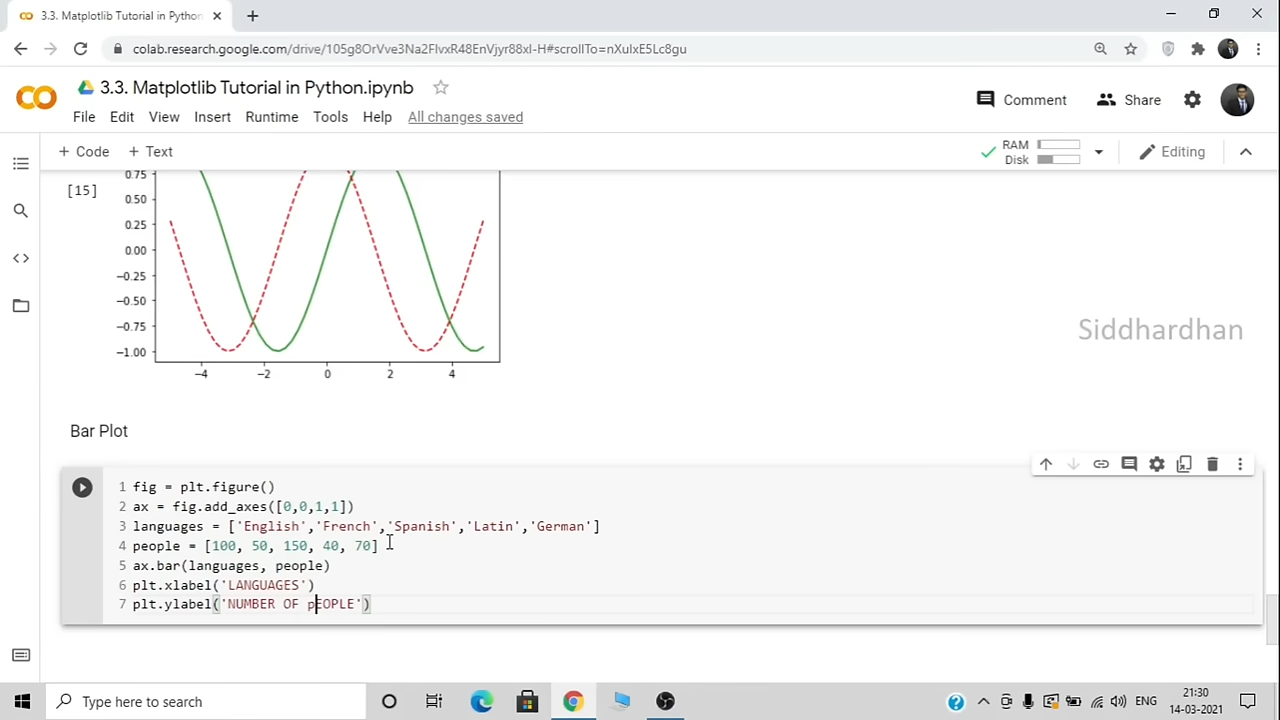 3.3. Matplotlib Tutorial in Python
colab.research.google.com/drive/105g8OrVve3Na2FlvxR48EnVjyr88xl-H#scrollTo=nXulxE5Lc8gu
3.3. Matplotlib Tutorial in Python.ipynb
Comment
Share
File Edit View Insert Runtime Tools Help All changes saved
+ Code + Text
RAM
Disk
Editing
[15]
0.75
0.50
0.25
0.00
−0.25
−0.50
−0.75
−1.00
−4 −2 0 2 4
Siddhardhan
Bar Plot
1 fig = plt.figure()
2 ax = fig.add_axes([0,0,1,1])
3 languages = ['English','French','Spanish','Latin','German']
4 people = [100, 50, 150, 40, 70]
5 ax.bar(languages, people)
6 plt.xlabel('LANGUAGES')
7 plt.ylabel('NUMBER OF pEOPLE')
Type here to search
ENG
21:30
14-03-2021